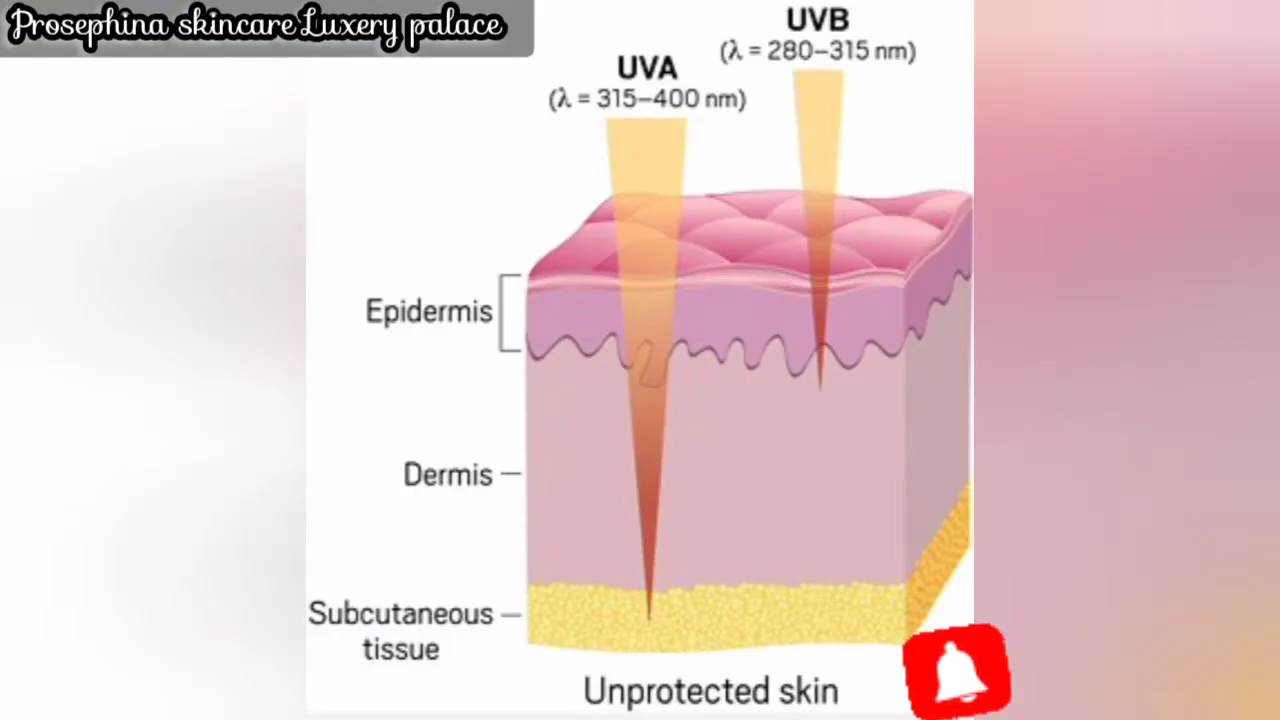 Prosephina skincare Luxery palace
UVB
(λ = 280–315 nm)
UVA
(λ = 315–400 nm)
Epidermis
Dermis
Subcutaneous
tissue
Unprotected skin